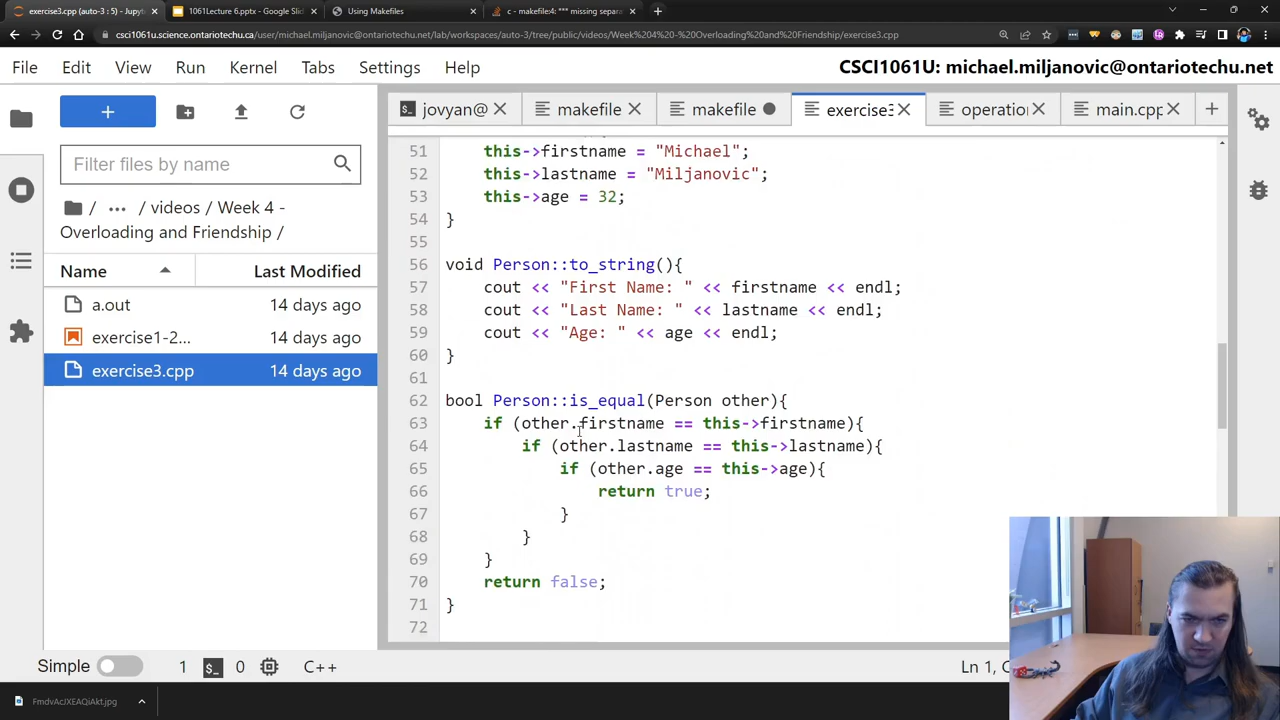 exercise3.cpp (auto-3 : 5) - Jupyt
1061Lecture 6.pptx - Google Slid
Using Makefiles
c - makefile4: *** missing separa
csci1061u.science.ontariotechu.ca/user/michael.miljanovic@ontariotechu.net/lab/workspaces/auto-3/tree/public/videos/Week%204%20-%20Overloading%20and%20Friendship/exercise3.cpp
File Edit View Run Kernel Tabs Settings Help
CSCI1061U: michael.miljanovic@ontariotechu.net
Filter files by name
/ ... / videos / Week 4 -
Overloading and Friendship /
Name Last Modified
a.out 14 days ago
exercise1-2... 14 days ago
exercise3.cpp 14 days ago
jovyan@ makefile makefile exercise3 operatio main.cpp
51 this->firstname = "Michael";
52 this->lastname = "Miljanovic";
53 this->age = 32;
54 }
55
56 void Person::to_string(){
57 cout << "First Name: " << firstname << endl;
58 cout << "Last Name: " << lastname << endl;
59 cout << "Age: " << age << endl;
60 }
61
62 bool Person::is_equal(Person other){
63 if (other.firstname == this->firstname){
64 if (other.lastname == this->lastname){
65 if (other.age == this->age){
66 return true;
67 }
68 }
69 }
70 return false;
71 }
72
Simple 1 0 C++ Ln 1,
FmdvAcJXEAQiAkt.jpg